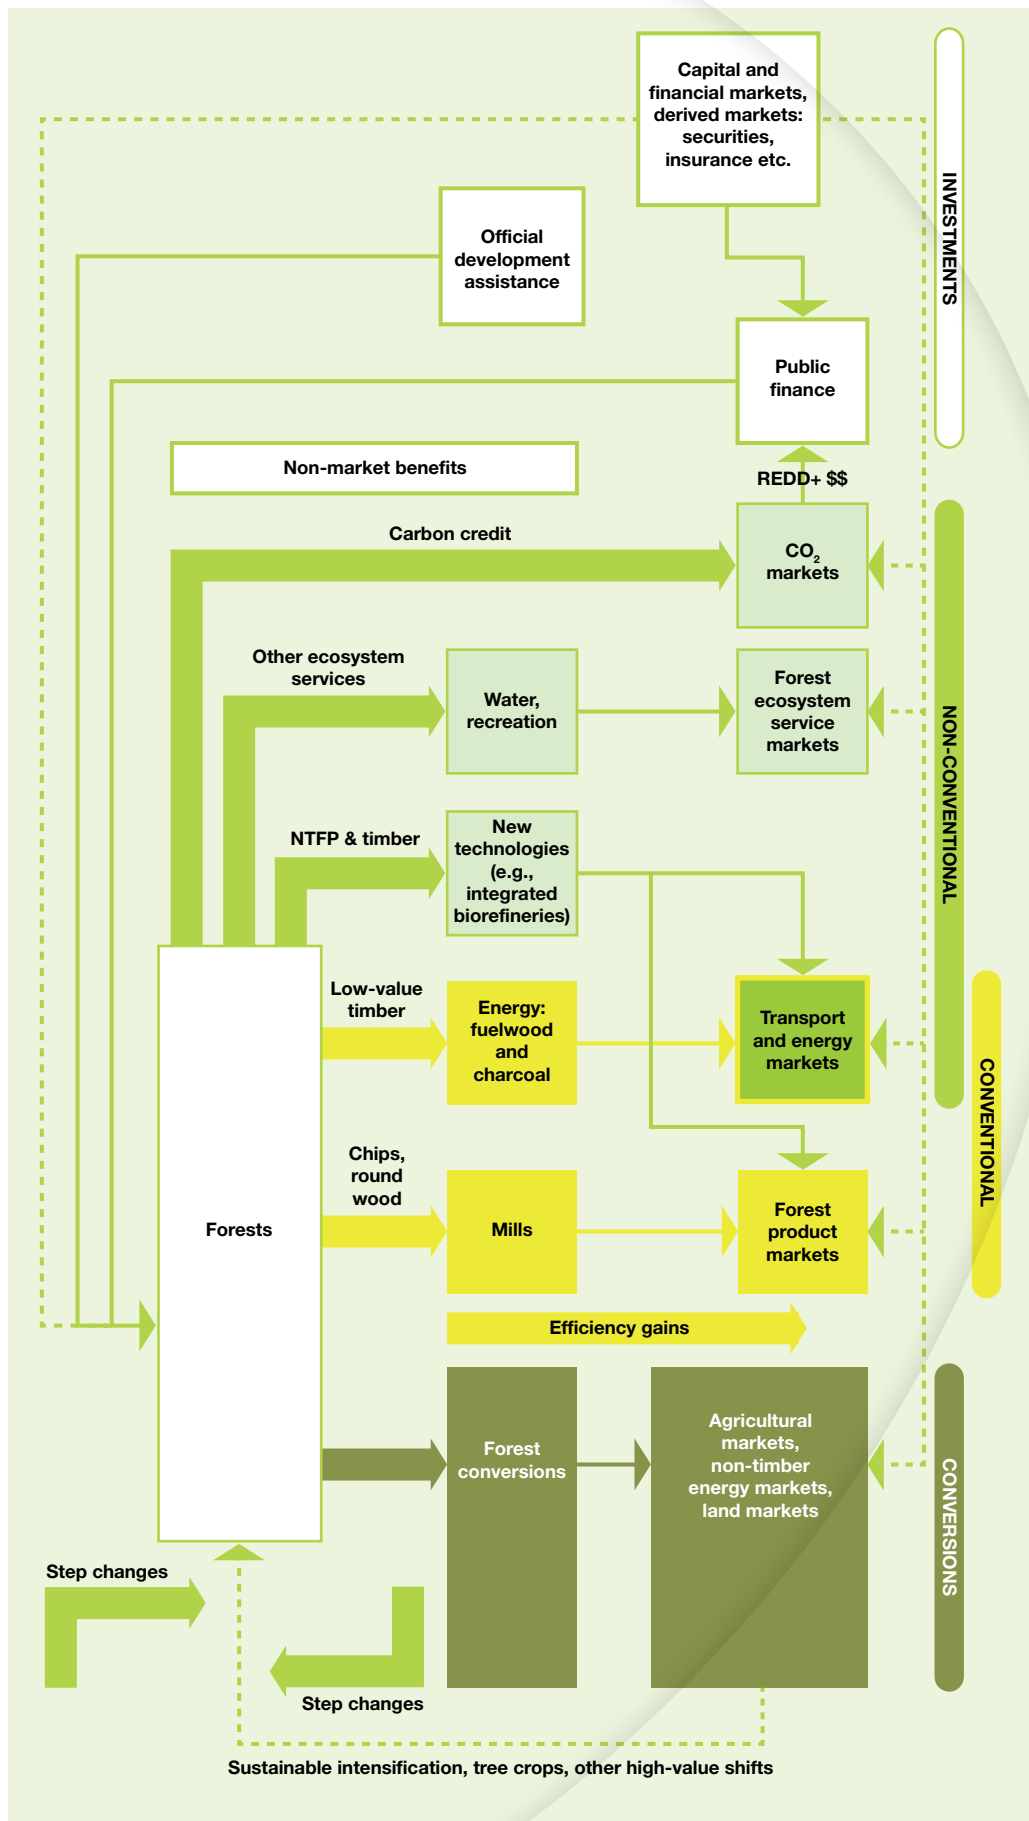 Capital and
financial markets,
derived markets:
securities,
insurance etc.
INVESTMENTS
Official
development
assistance
Public
finance
Non-market benefits
REDD+ $$
Carbon credit
CO2
markets
Other ecosystem
services
Water,
recreation
Forest
ecosystem
service
markets
NON-CONVENTIONAL
NTFP & timber
New
technologies
(e.g.,
integrated
biorefineries)
Low-value
timber
Energy:
fuelwood
and
charcoal
Transport
and energy
markets
CONVENTIONAL
Chips,
round
wood
Forests
Mills
Forest
product
markets
Efficiency gains
Forest
conversions
Agricultural
markets,
non-timber
energy markets,
land markets
CONVERSIONS
Step changes
Step changes
Sustainable intensification, tree crops, other high-value shifts